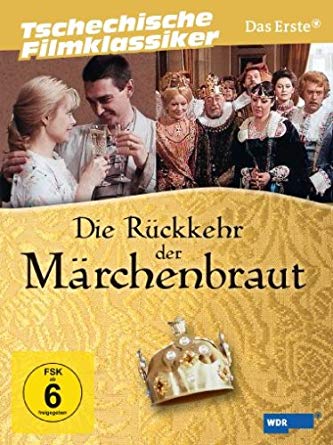 Tschechische
Filmklassiker
Das Erste
Die Rückkehr
der
Märchenbraut
FSK
ab
6
freigegeben
WDR